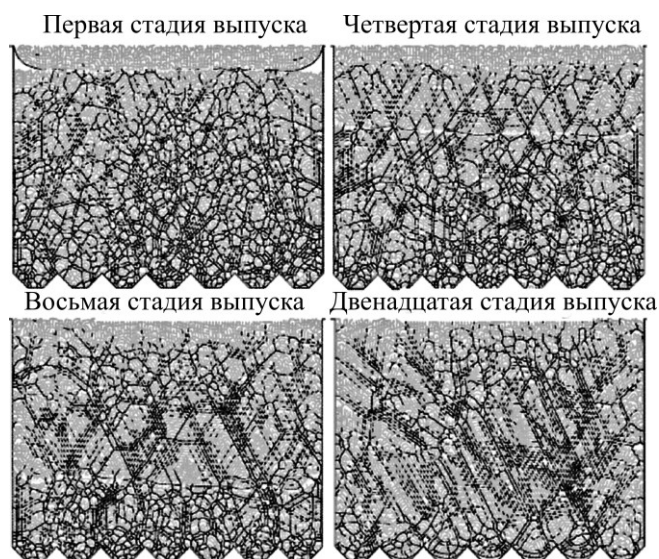 Первая стадия выпуска
Четвертая стадия выпуска
Восьмая стадия выпуска
Двенадцатая стадия выпуска